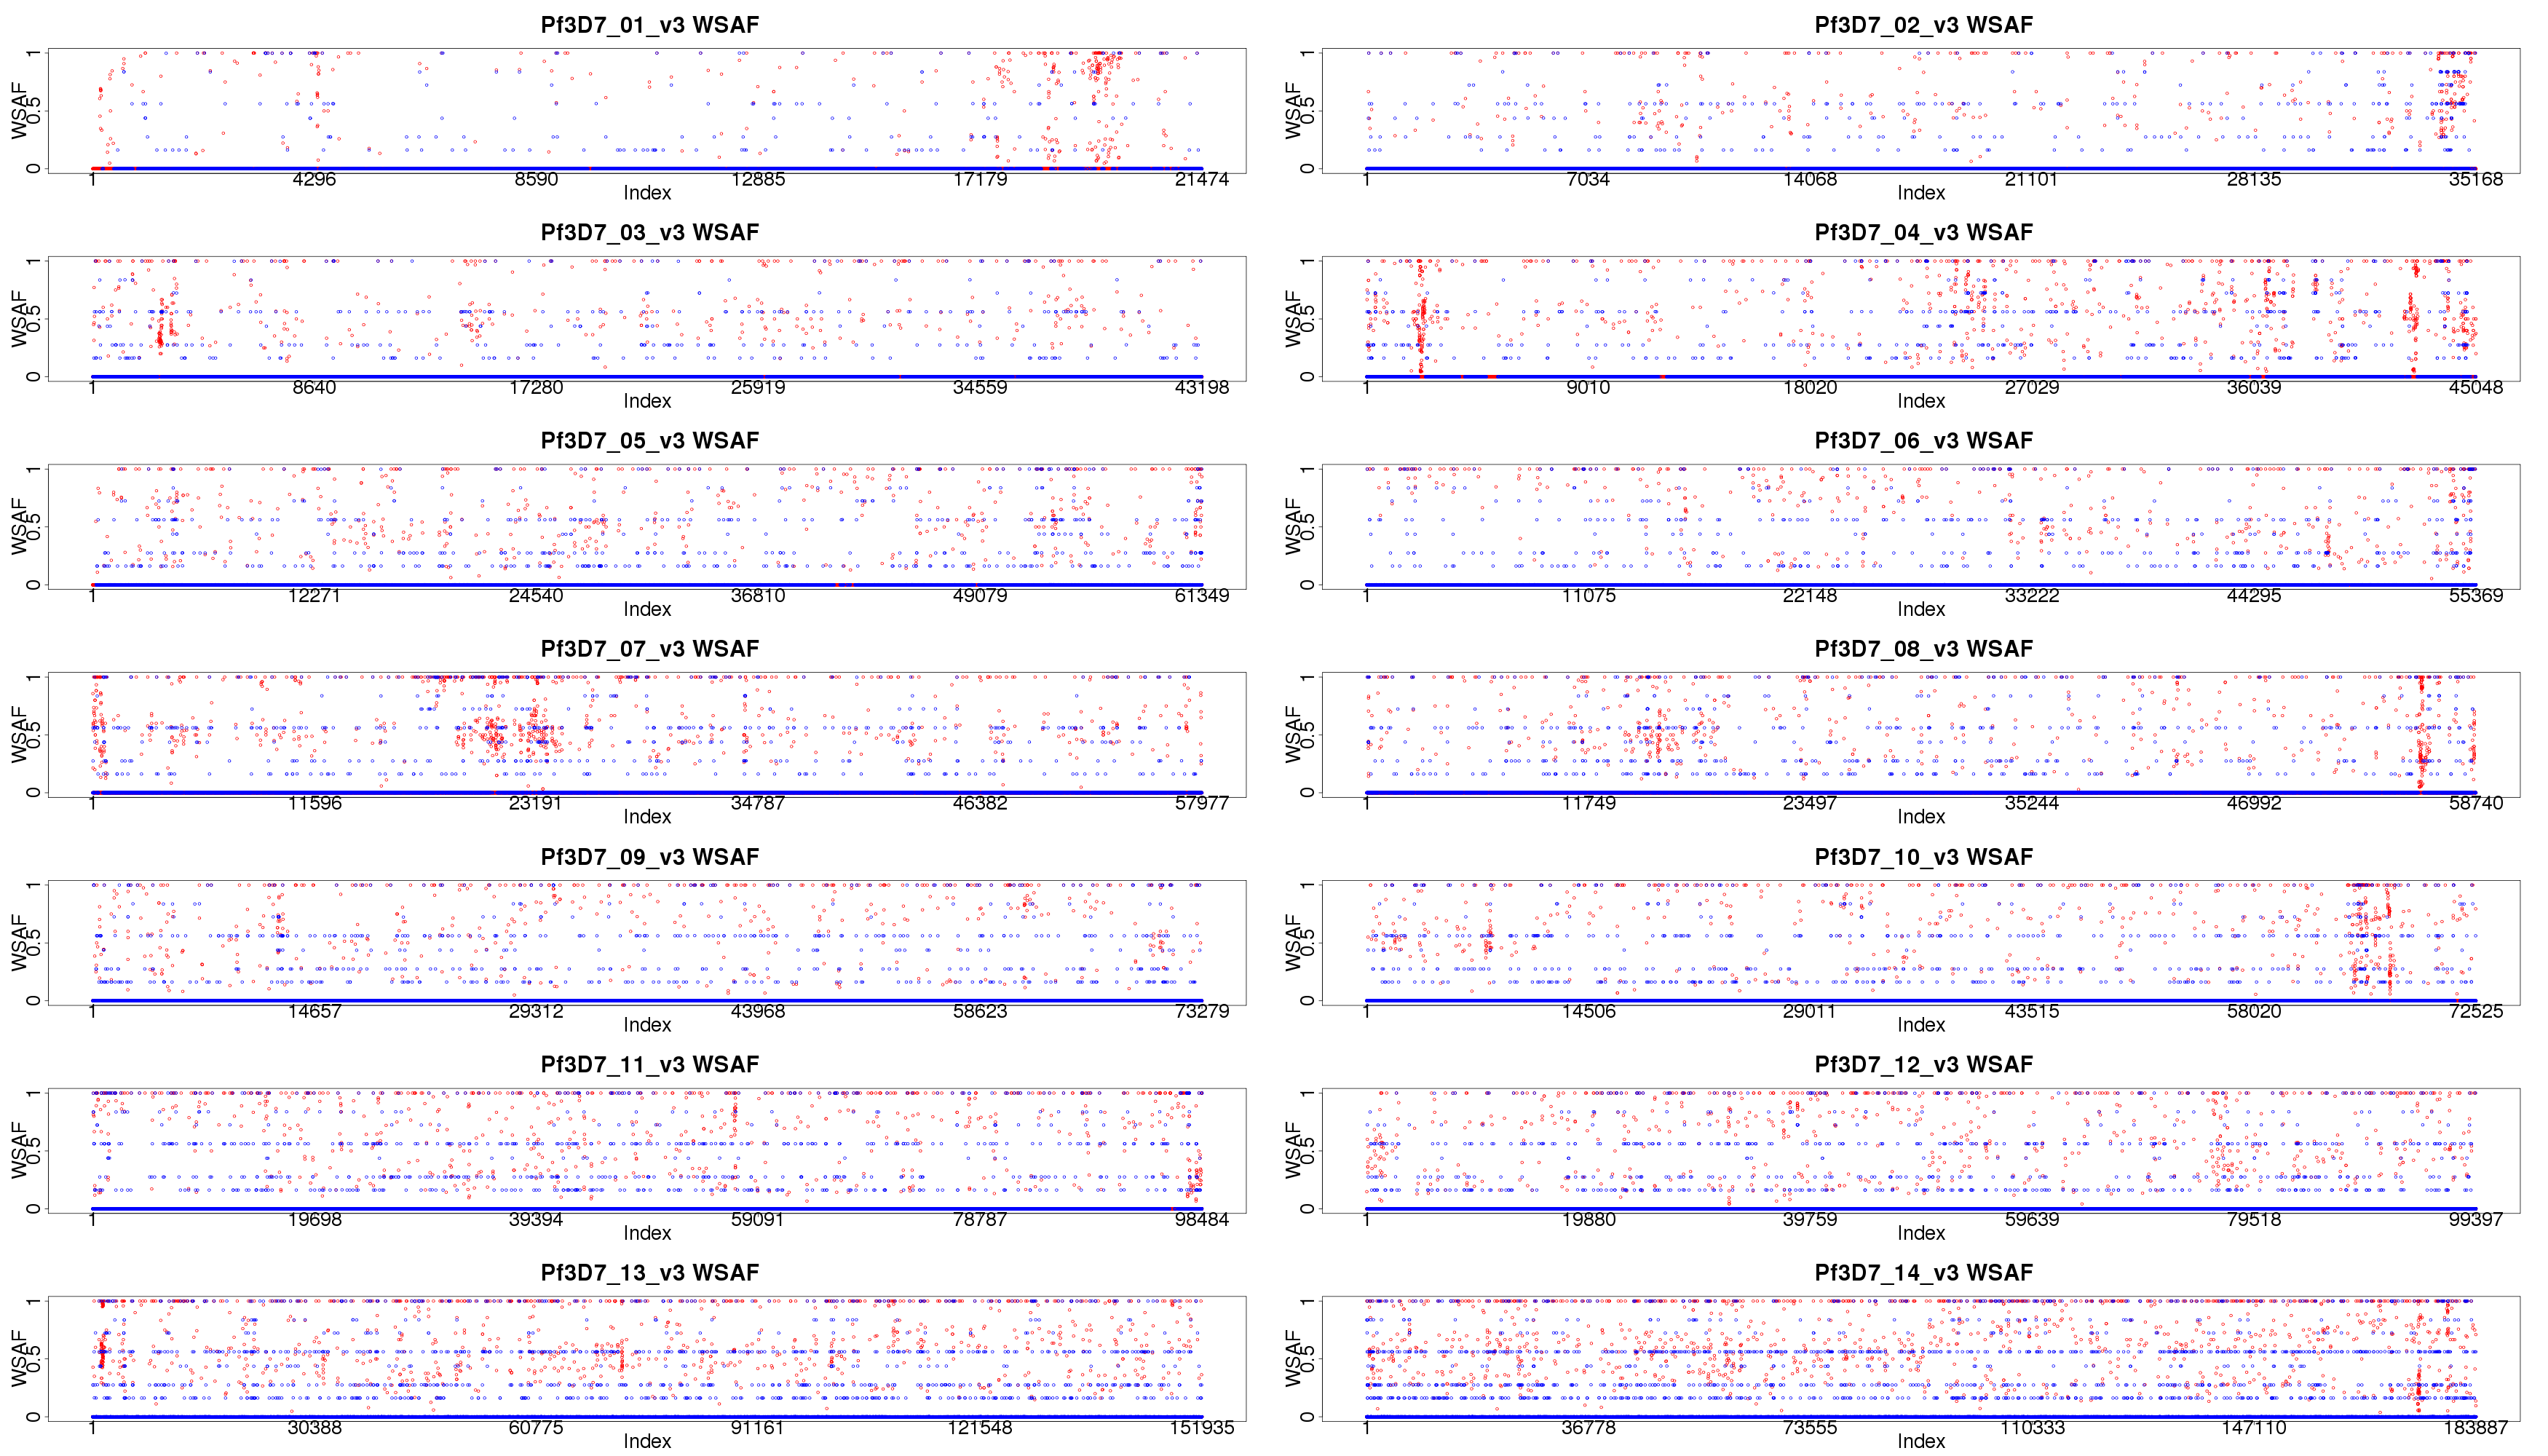 Pf3D7_01_v3 WSAF
WSAF
0 0.5 1
1 4296 8590 12885 17179 21474
Index
Pf3D7_02_v3 WSAF
WSAF
0 0.5 1
1 7034 14068 21101 28135 35168
Index
Pf3D7_03_v3 WSAF
WSAF
0 0.5 1
1 8640 17280 25919 34559 43198
Index
Pf3D7_04_v3 WSAF
WSAF
0 0.5 1
1 9010 18020 27029 36039 45048
Index
Pf3D7_05_v3 WSAF
WSAF
0 0.5 1
1 12271 24540 36810 49079 61349
Index
Pf3D7_06_v3 WSAF
WSAF
0 0.5 1
1 11075 22148 33222 44295 55369
Index
Pf3D7_07_v3 WSAF
WSAF
0 0.5 1
1 11596 23191 34787 46382 57977
Index
Pf3D7_08_v3 WSAF
WSAF
0 0.5 1
1 11749 23497 35244 46992 58740
Index
Pf3D7_09_v3 WSAF
WSAF
0 0.5 1
1 14657 29312 43968 58623 73279
Index
Pf3D7_10_v3 WSAF
WSAF
0 0.5 1
1 14506 29011 43515 58020 72525
Index
Pf3D7_11_v3 WSAF
WSAF
0 0.5 1
1 19698 39394 59091 78787 98484
Index
Pf3D7_12_v3 WSAF
WSAF
0 0.5 1
1 19880 39759 59639 79518 99397
Index
Pf3D7_13_v3 WSAF
WSAF
0 0.5 1
1 30388 60775 91161 121548 151935
Index
Pf3D7_14_v3 WSAF
WSAF
0 0.5 1
1 36778 73555 110333 147110 183887
Index